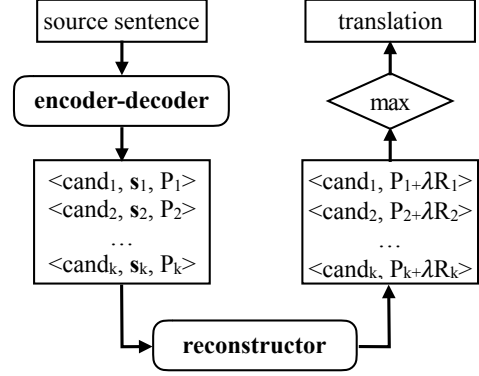 source sentence
encoder-decoder
<cand₁, s₁, P₁>
<cand₂, s₂, P₂>
…
<candₖ, sₖ, Pₖ>
reconstructor
<cand₁, P₁₊λR₁>
<cand₂, P₂₊λR₂>
…
<candₖ, Pₖ₊λRₖ>
max
translation